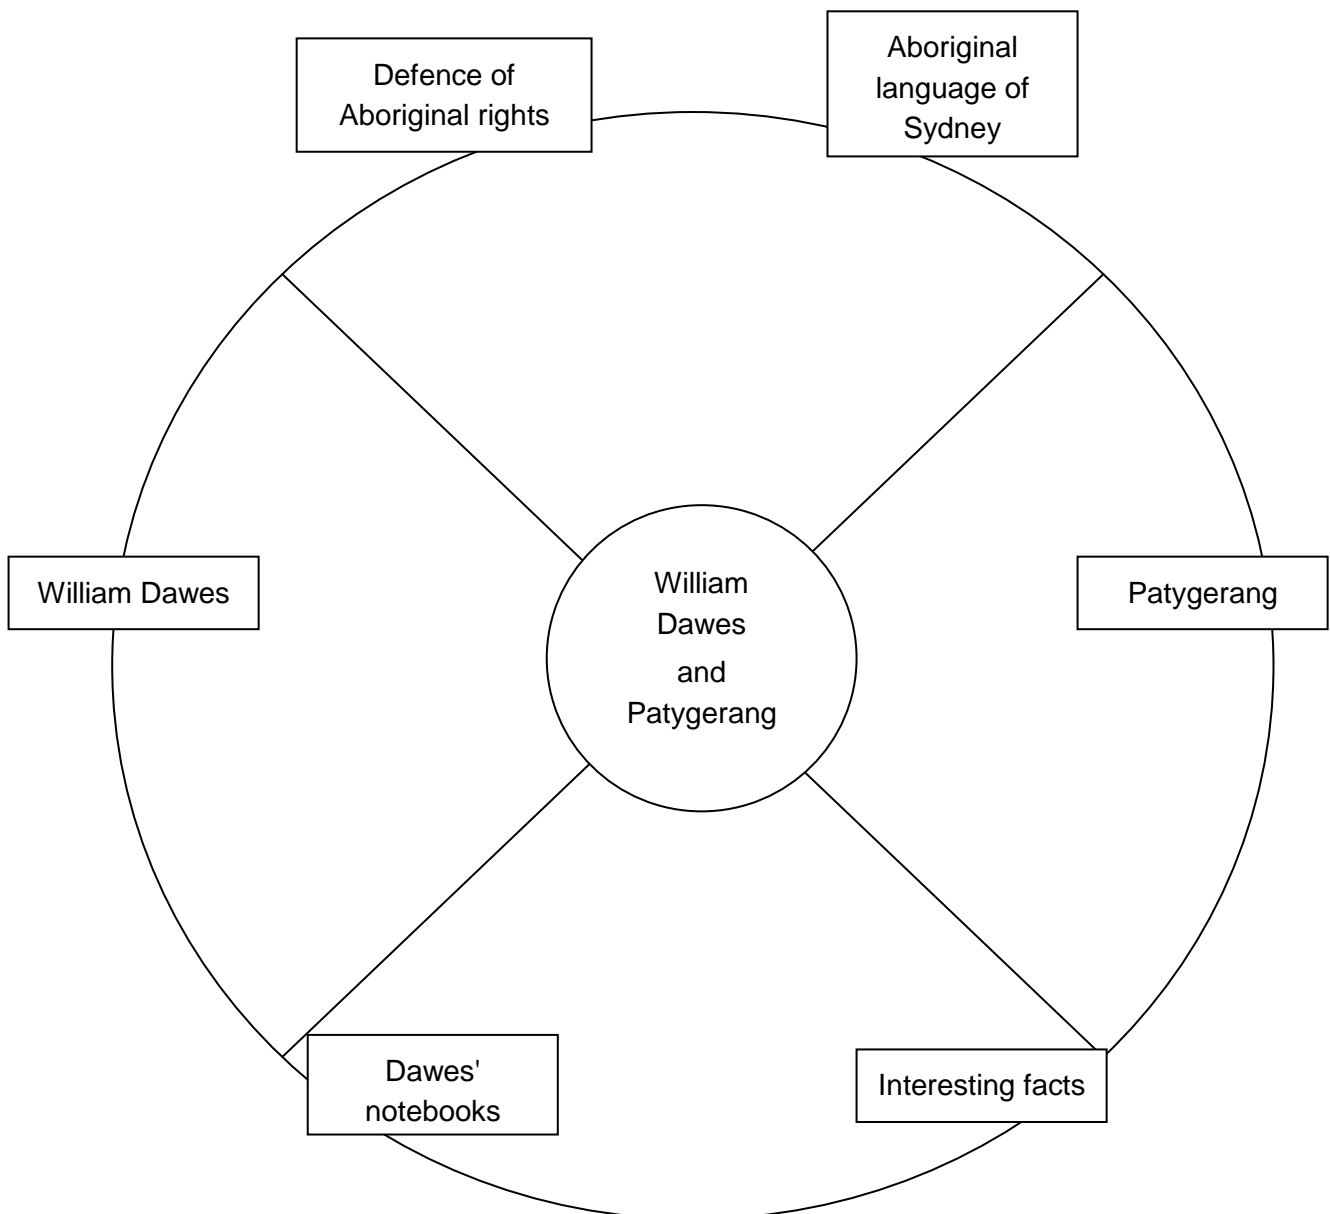 Defence of
Aboriginal rights
Aboriginal
language of
Sydney
William Dawes
William
Dawes
and
Patygerang
Patygerang
Dawes'
notebooks
Interesting facts